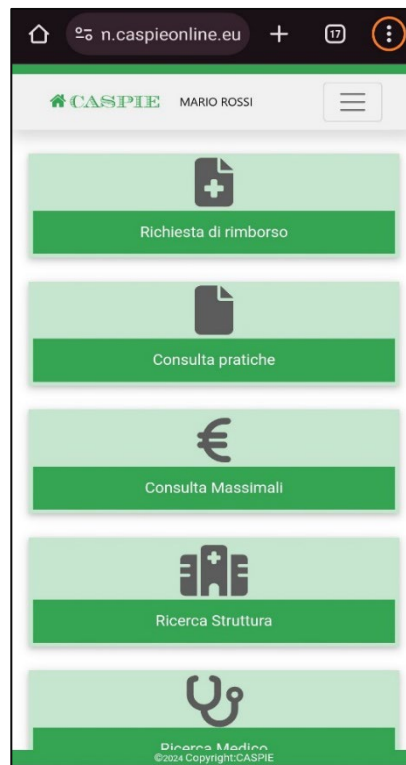 n.caspieonline.eu
17
CASPIE MARIO ROSSI
Richiesta di rimborso
Consulta pratiche
Consulta Massimali
Ricerca Struttura
Ricerca Medico
©2024 Copyright:CASPIE